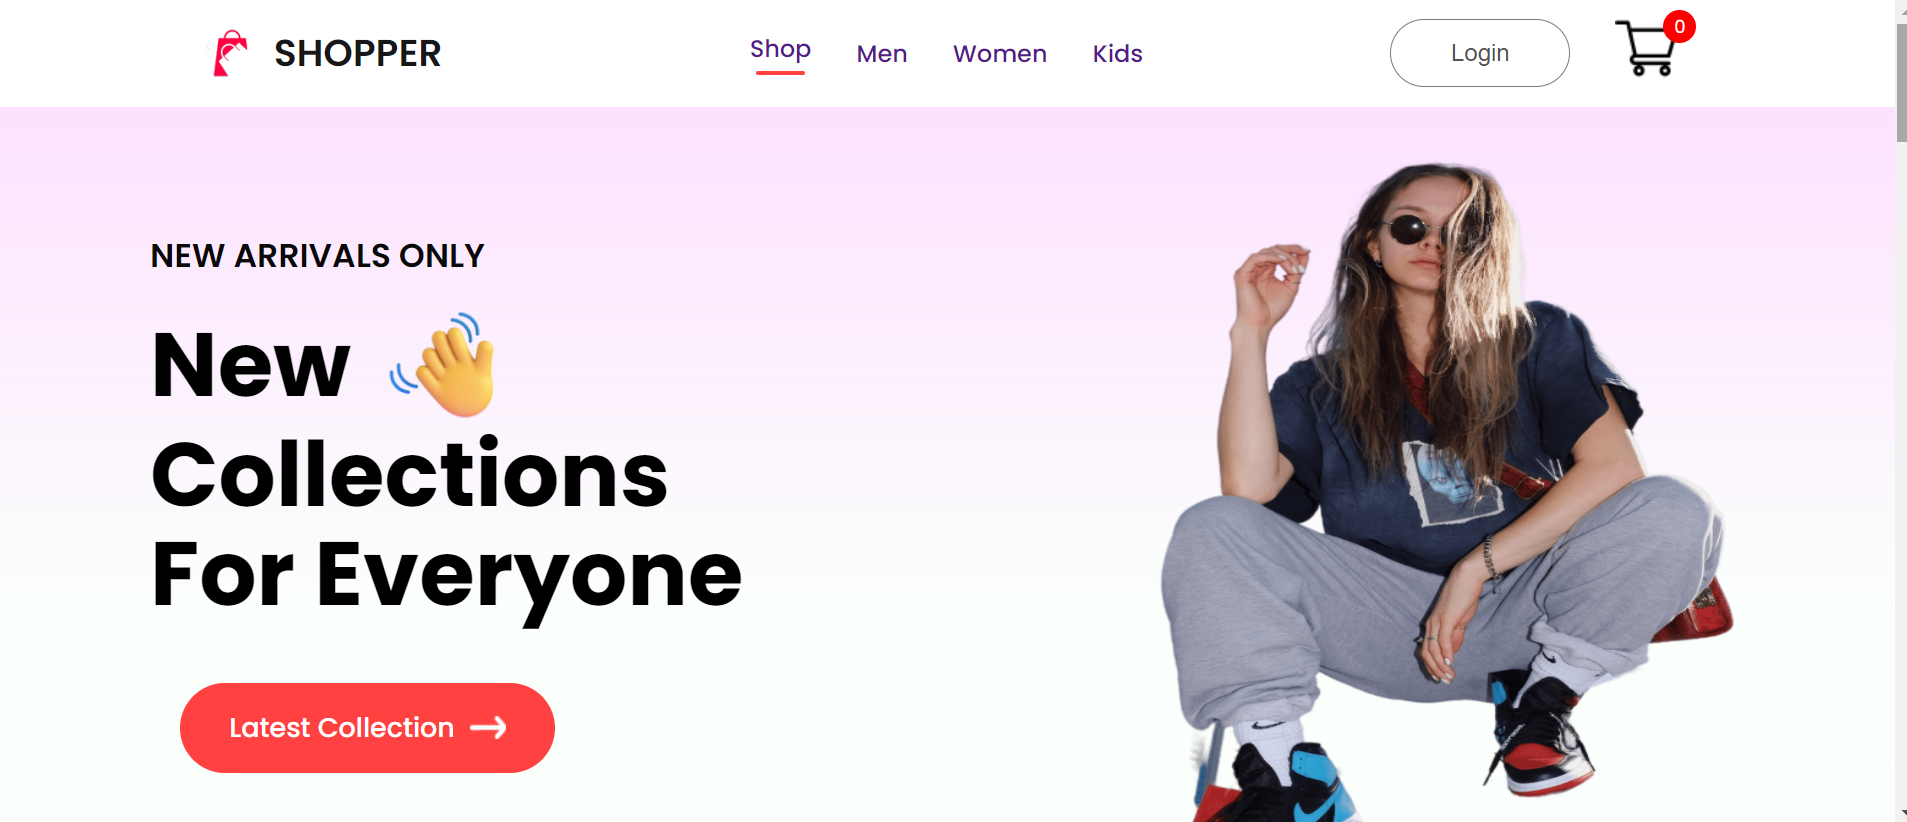 SHOPPER
Shop Men Women Kids
Login
0
NEW ARRIVALS ONLY
New
Collections
For Everyone
Latest Collection